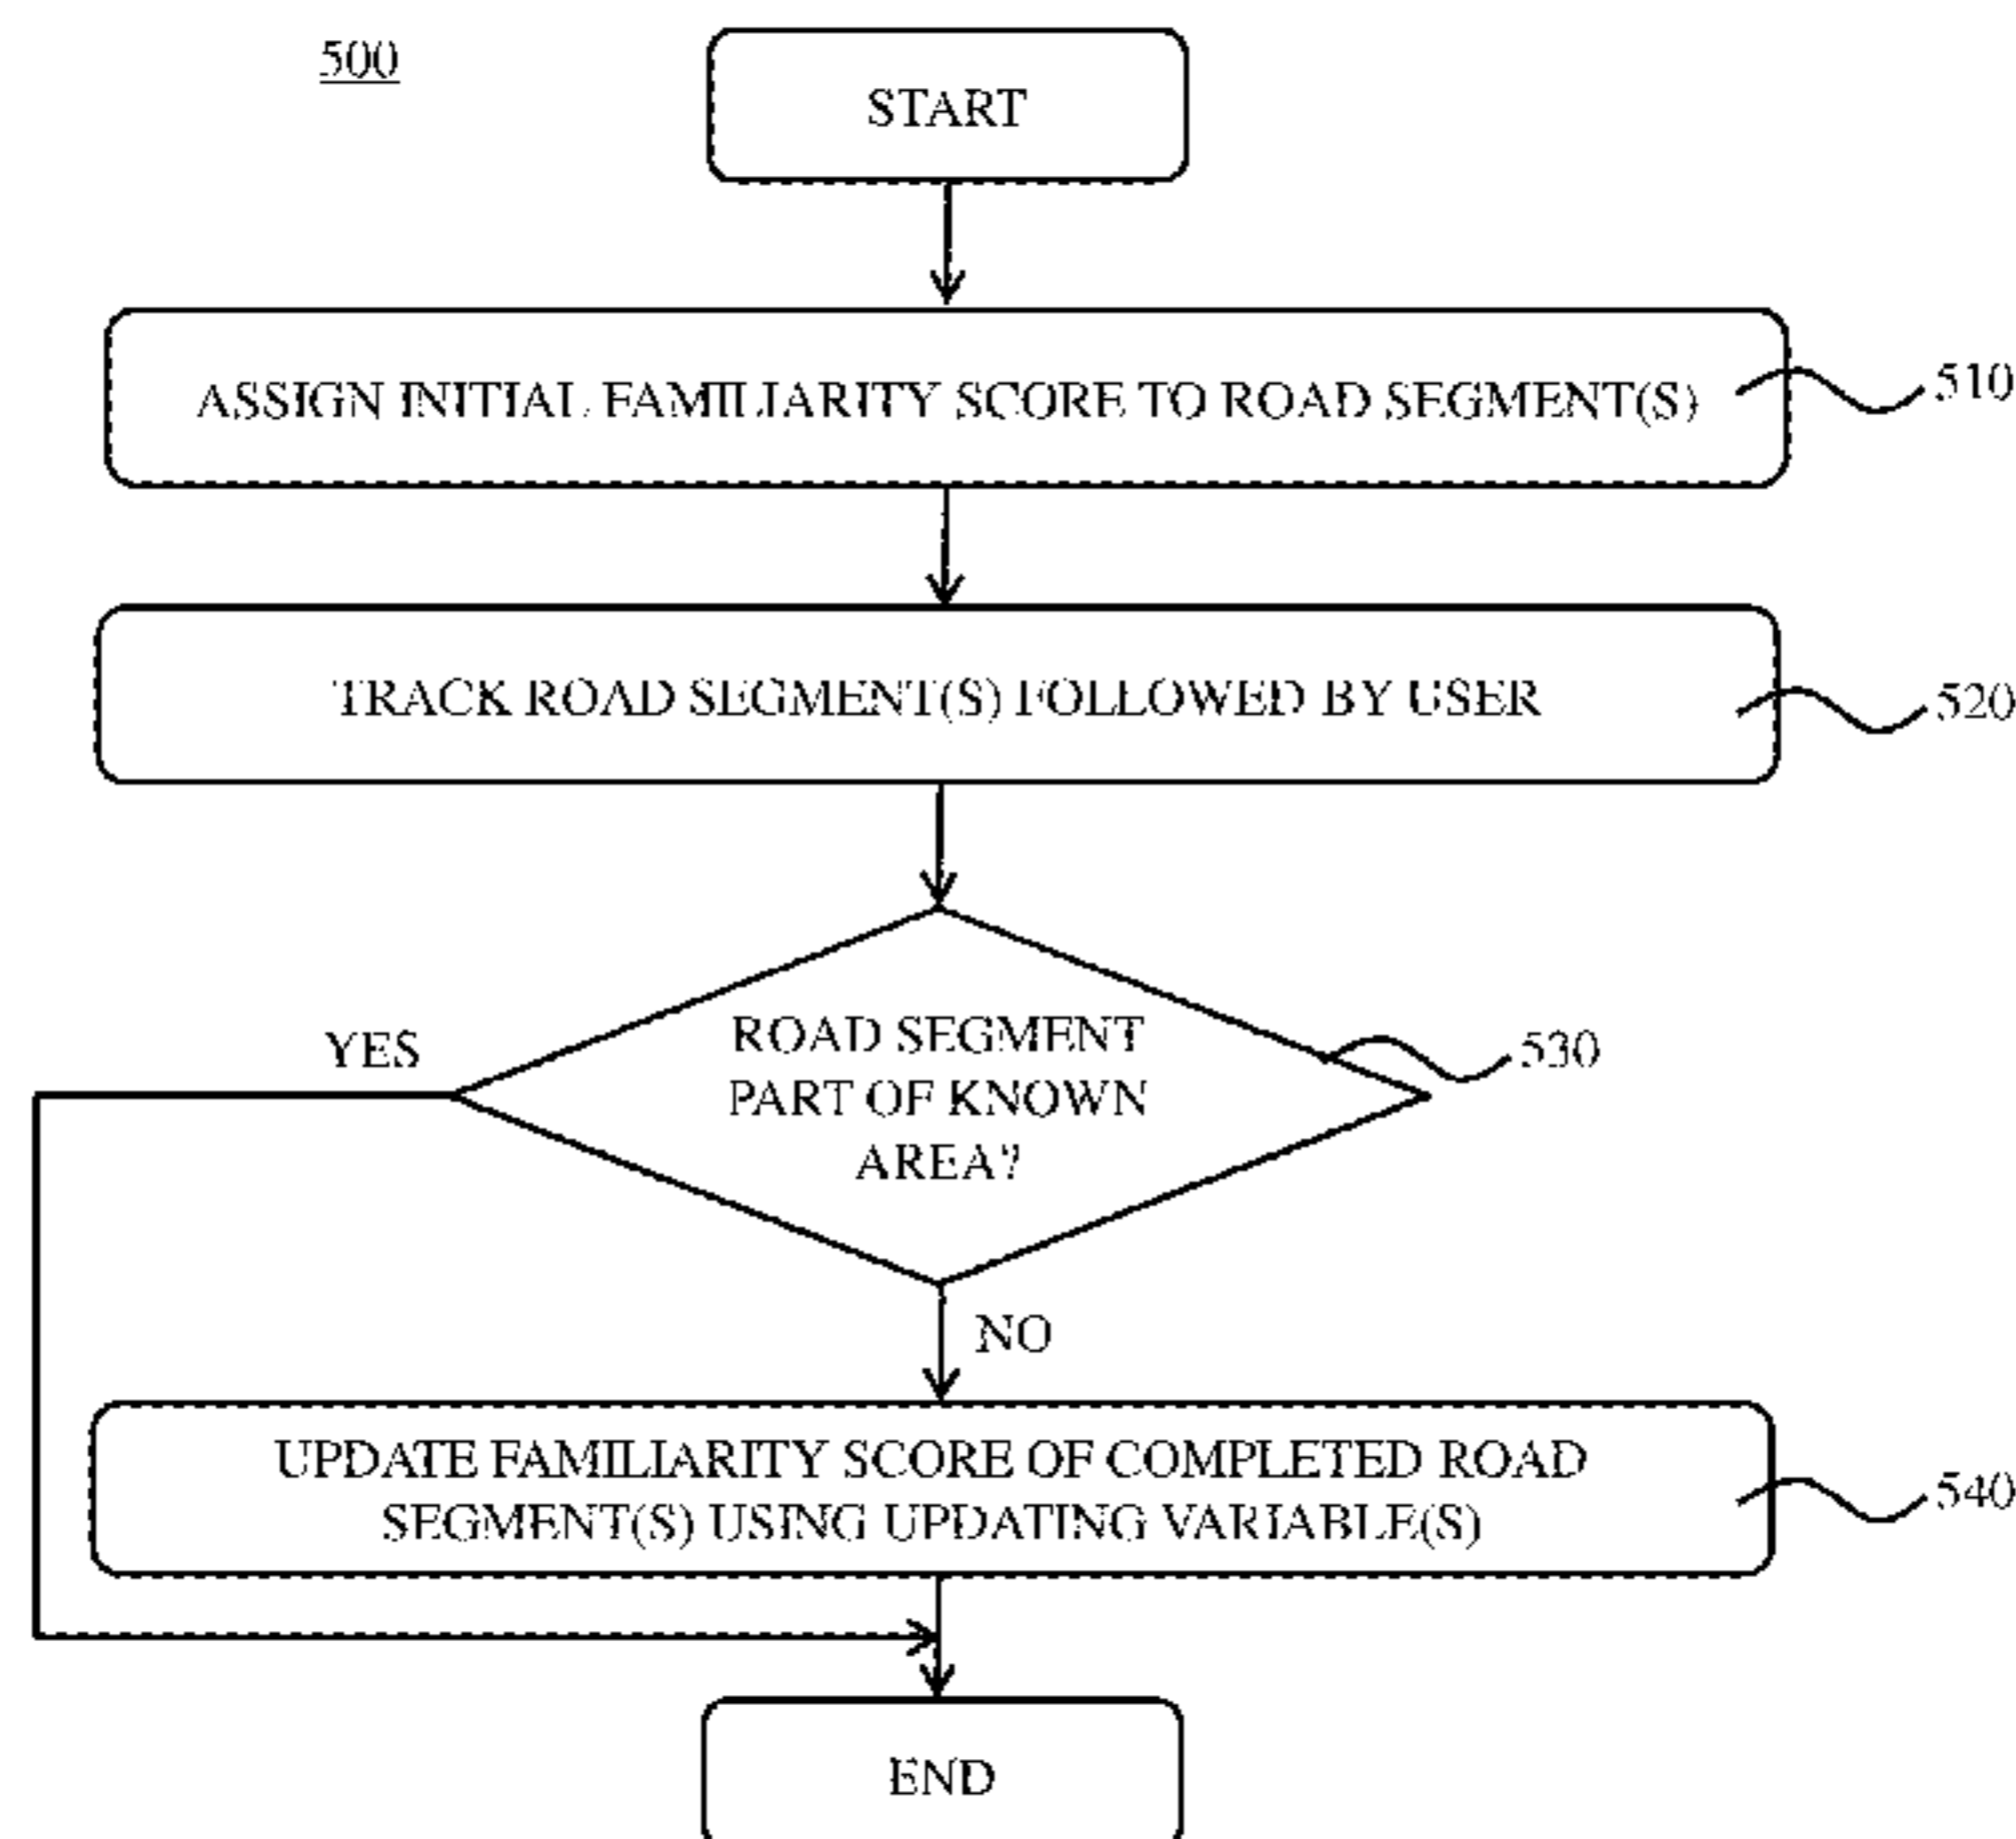 500
START
ASSIGN INITIAL FAMILIARITY SCORE TO ROAD SEGMENT(S)
510
TRACK ROAD SEGMENT(S) FOLLOWED BY USER
520
YES
ROAD SEGMENT
PART OF KNOWN
AREA?
530
NO
UPDATE FAMILIARITY SCORE OF COMPLETED ROAD
SEGMENT(S) USING UPDATING VARIABLE(S)
540
END